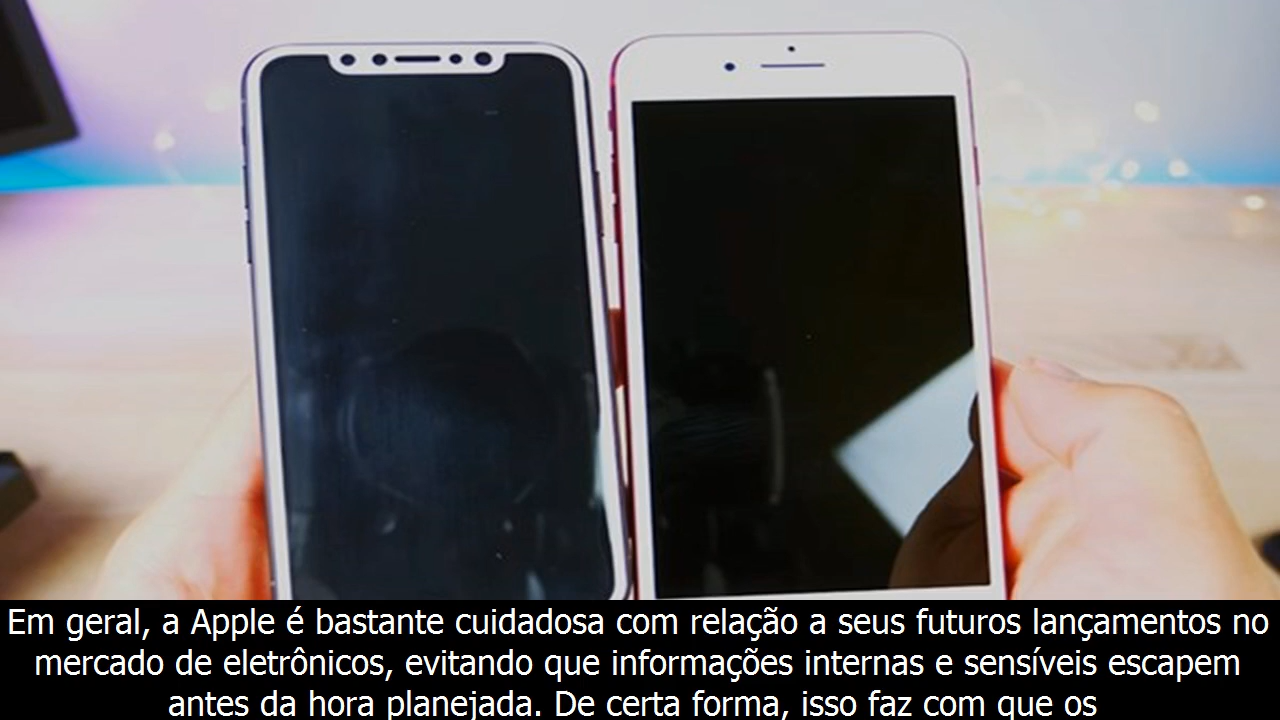 Em geral, a Apple é bastante cuidadosa com relação a seus futuros lançamentos no
mercado de eletrônicos, evitando que informações internas e sensíveis escapem
antes da hora planejada. De certa forma, isso faz com que os